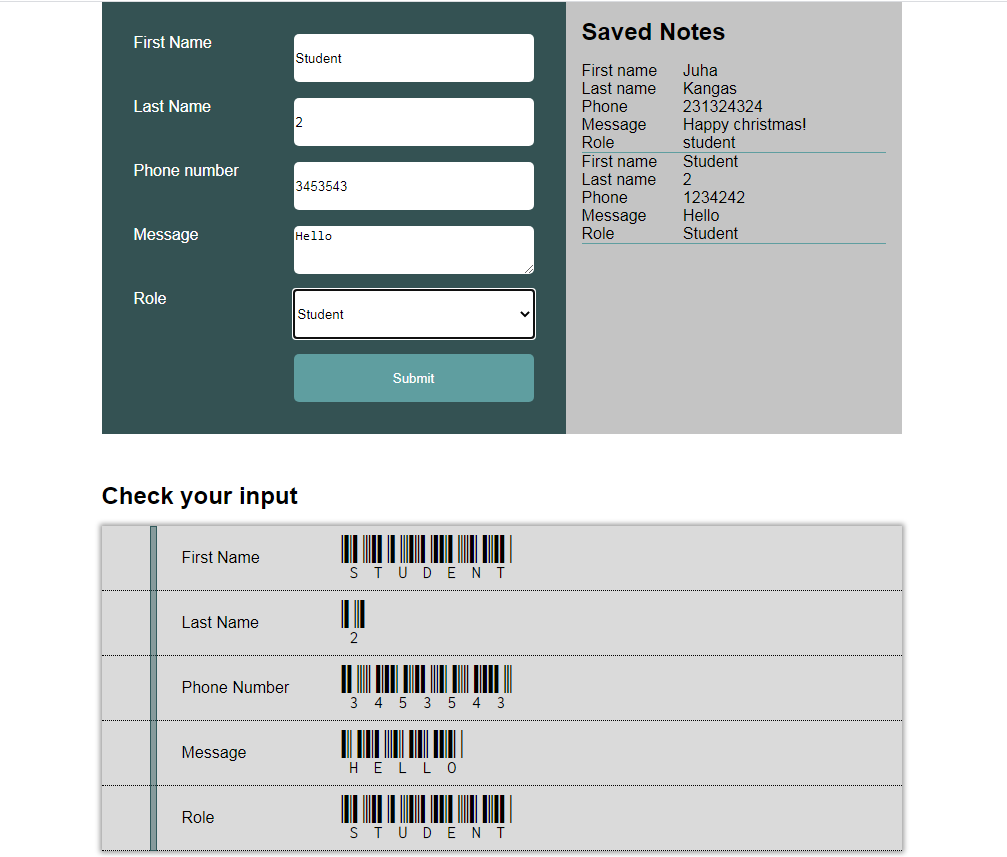 First Name Student
Last Name 2
Phone number 3453543
Message Hello
Role Student
Submit
Saved Notes
First name Juha
Last name Kangas
Phone 231324324
Message Happy christmas!
Role student
First name Student
Last name 2
Phone 1234242
Message Hello
Role Student
Check your input
First Name S T U D E N T
Last Name 2
Phone Number 3 4 5 3 5 4 3
Message H E L L O
Role S T U D E N T